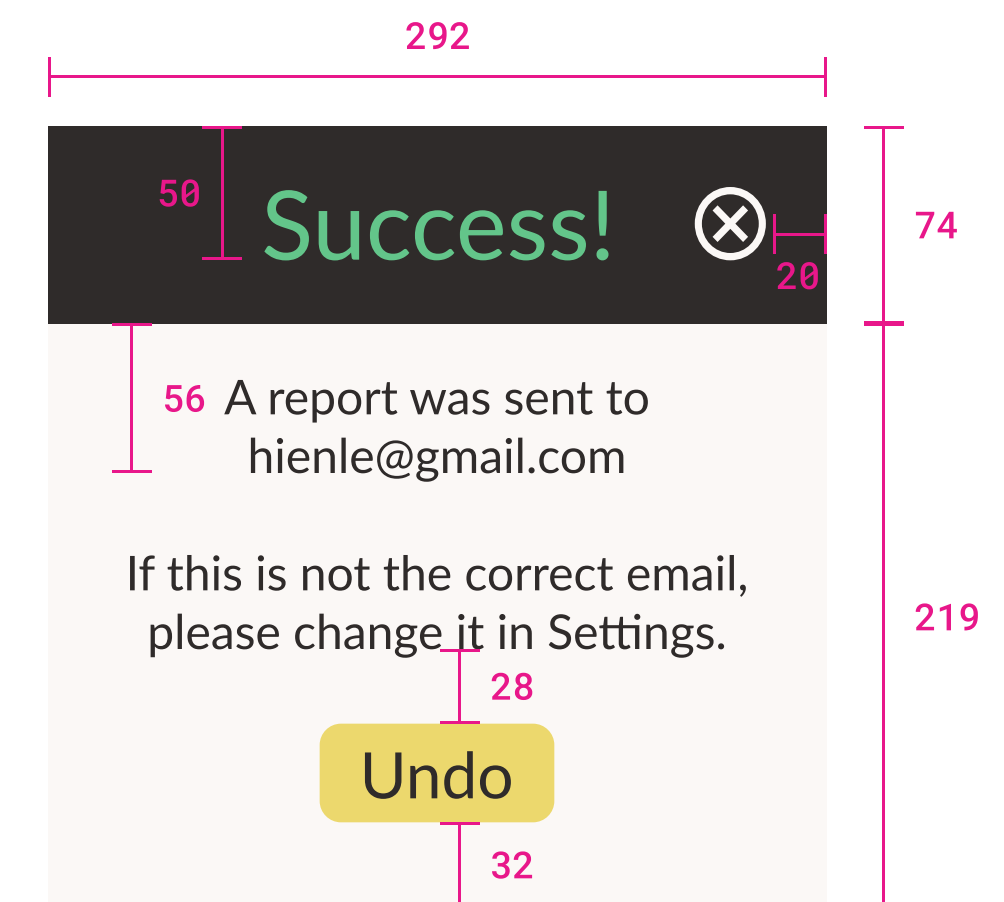 292
50
Success!
20
74
56
A report was sent to
hienle@gmail.com
If this is not the correct email,
please change it in Settings.
219
28
Undo
32